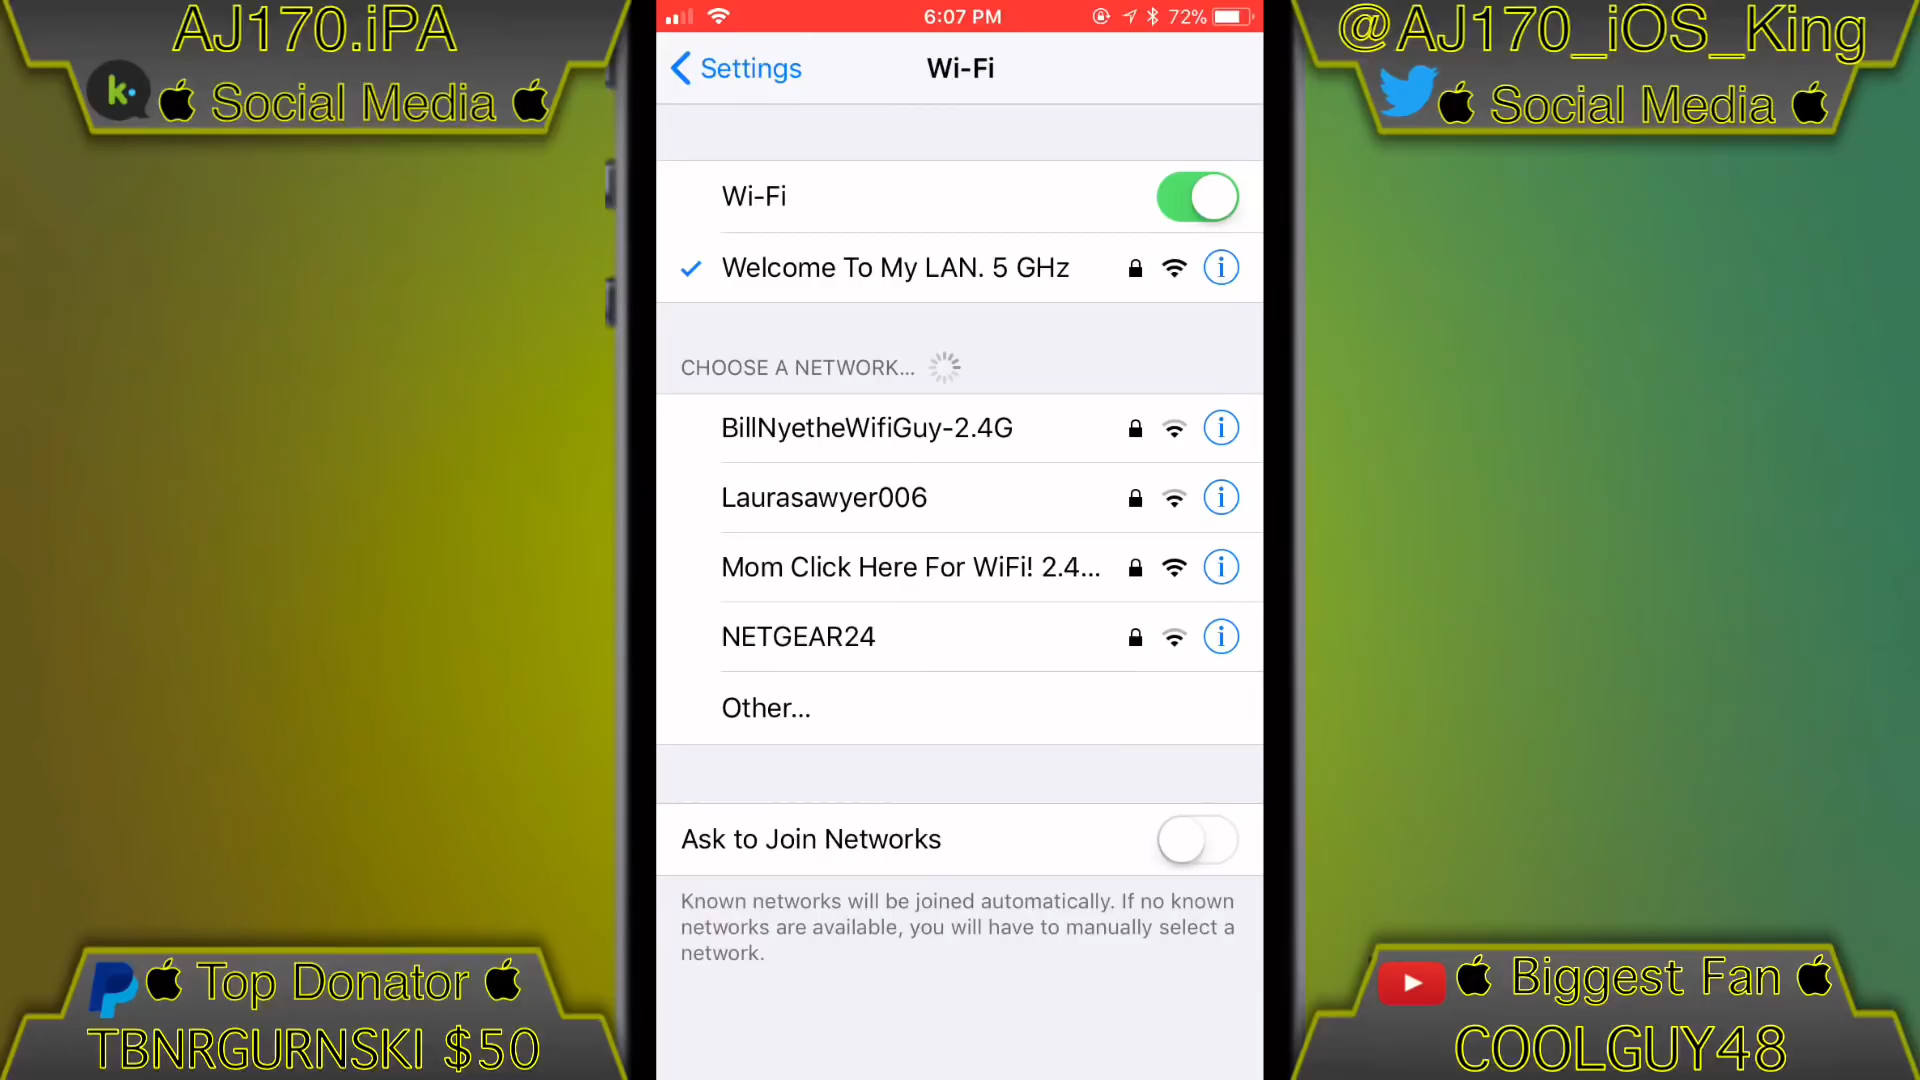 AJ170.iPA
k.
Social Media
@AJ170_iOS_King
Social Media
6:07 PM
72%
Settings
Wi-Fi
Wi-Fi
Welcome To My LAN. 5 GHz
CHOOSE A NETWORK...
BillNyetheWifiGuy-2.4G
Laurasawyer006
Mom Click Here For WiFi! 2.4...
NETGEAR24
Other...
Ask to Join Networks
Known networks will be joined automatically. If no known
networks are available, you will have to manually select a
network.
Top Donator
TBNRGURNSKI $50
Biggest Fan
COOLGUY48